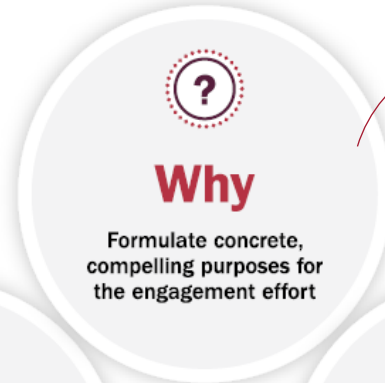 ?
Why
Formulate concrete,
compelling purposes for
the engagement effort